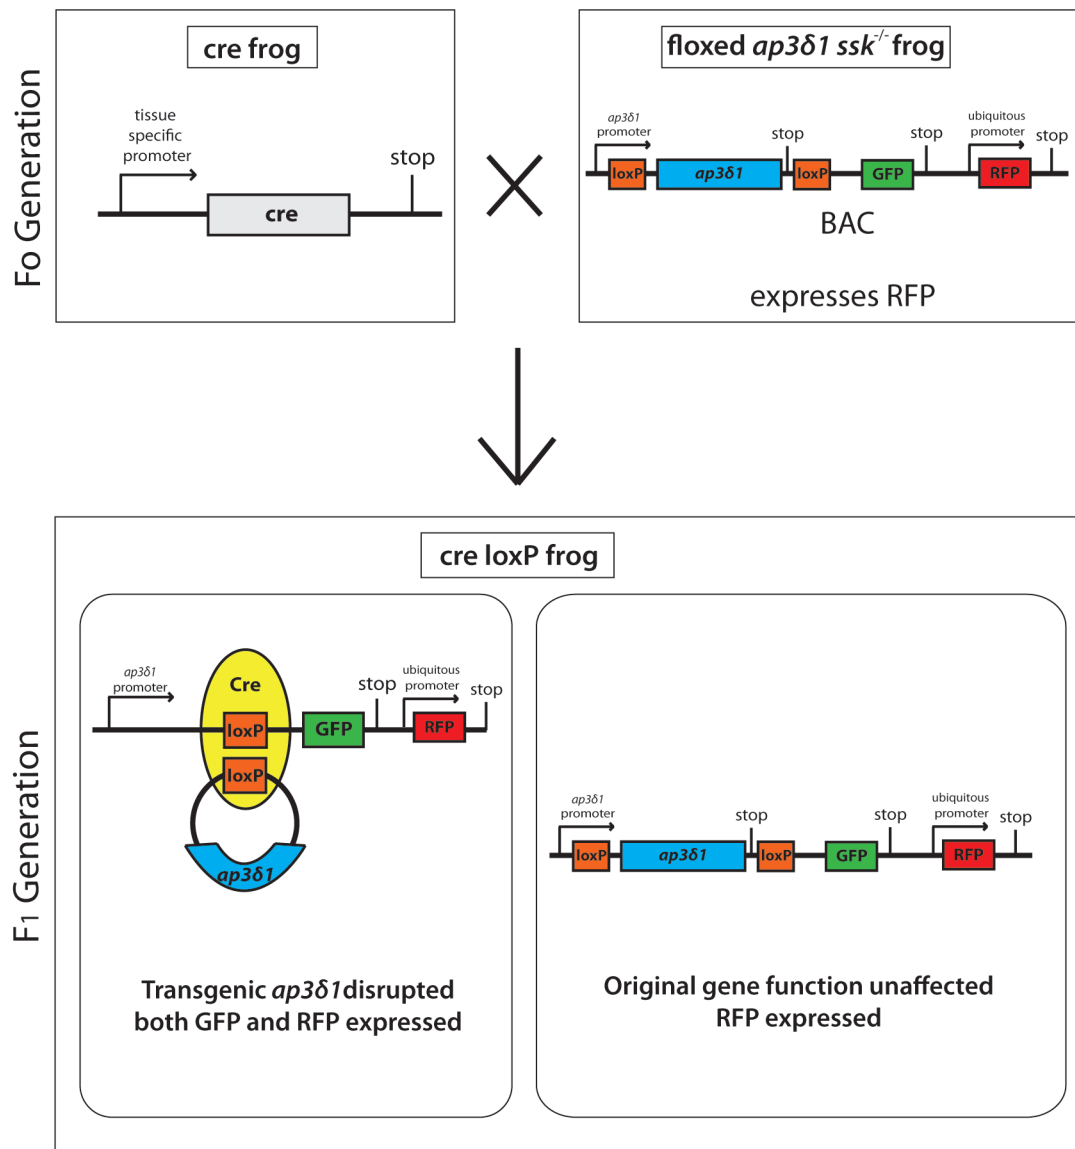 Fo Generation
cre frog
tissue
specific
promoter
stop
cre
floxed ap3δ1 ssk-/- frog
ap3δ1
promoter
stop
stop
ubiquitous
promoter
stop
loxP
ap3δ1
loxP
GFP
RFP
BAC
expresses RFP
F1 Generation
cre loxP frog
ap3δ1
promoter
Cre
stop
ubiquitous
promoter
stop
loxP
GFP
RFP
loxP
ap3δ1
Transgenic ap3δ1 disrupted
both GFP and RFP expressed
ap3δ1
promoter
stop
stop
ubiquitous
promoter
stop
loxP
ap3δ1
loxP
GFP
RFP
Original gene function unaffected
RFP expressed